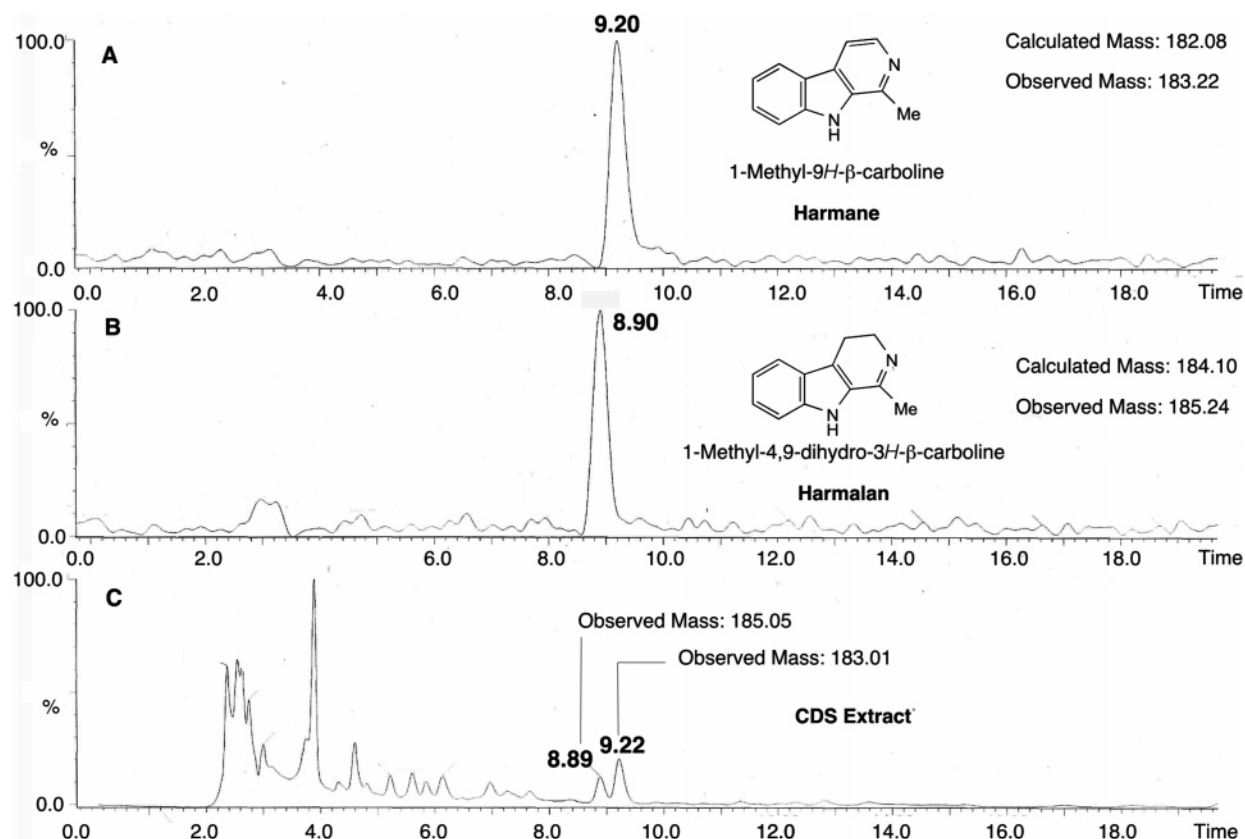 100.0
A
9.20
Calculated Mass: 182.08
Observed Mass: 183.22
N
Me
N
H
%
1-Methyl-9H-β-carboline
Harmane
0.0
0.0 2.0 4.0 6.0 8.0 10.0 12.0 14.0 16.0 18.0 Time
100.0
B
8.90
Calculated Mass: 184.10
Observed Mass: 185.24
N
Me
N
H
%
1-Methyl-4,9-dihydro-3H-β-carboline
Harmalan
0.0
0.0 2.0 4.0 6.0 8.0 10.0 12.0 14.0 16.0 18.0 Time
100.0
C
Observed Mass: 185.05
Observed Mass: 183.01
%
CDS Extract
8.89
9.22
0.0
0.0 2.0 4.0 6.0 8.0 10.0 12.0 14.0 16.0 18.0 Time